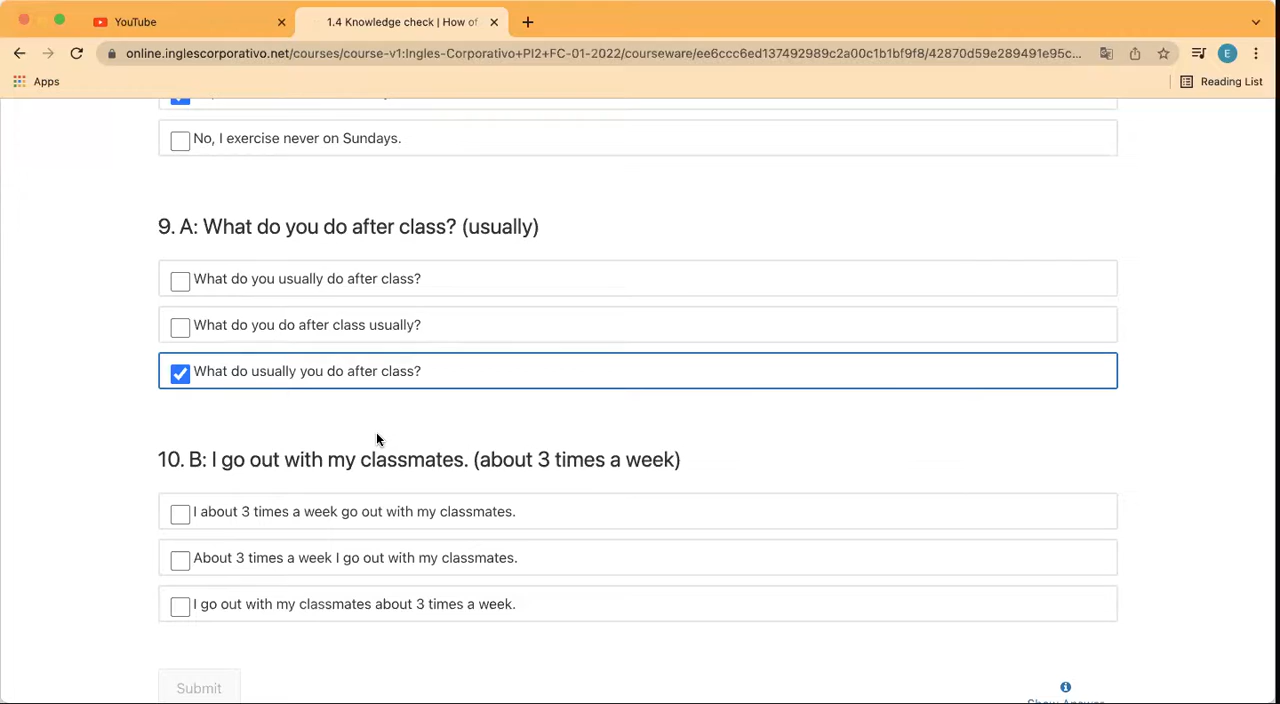 YouTube
1.4 Knowledge check | How of
online.inglescorporativo.net/courses/course-v1:Ingles-Corporativo+PI2+FC-01-2022/courseware/ee6ccc6ed137492989c2a00c1b1bf9f8/42870d59e289491e95c...
E
Apps
Reading List
No, I exercise never on Sundays.
9. A: What do you do after class? (usually)
What do you usually do after class?
What do you do after class usually?
What do usually you do after class?
10. B: I go out with my classmates. (about 3 times a week)
I about 3 times a week go out with my classmates.
About 3 times a week I go out with my classmates.
I go out with my classmates about 3 times a week.
Submit
Show Answer